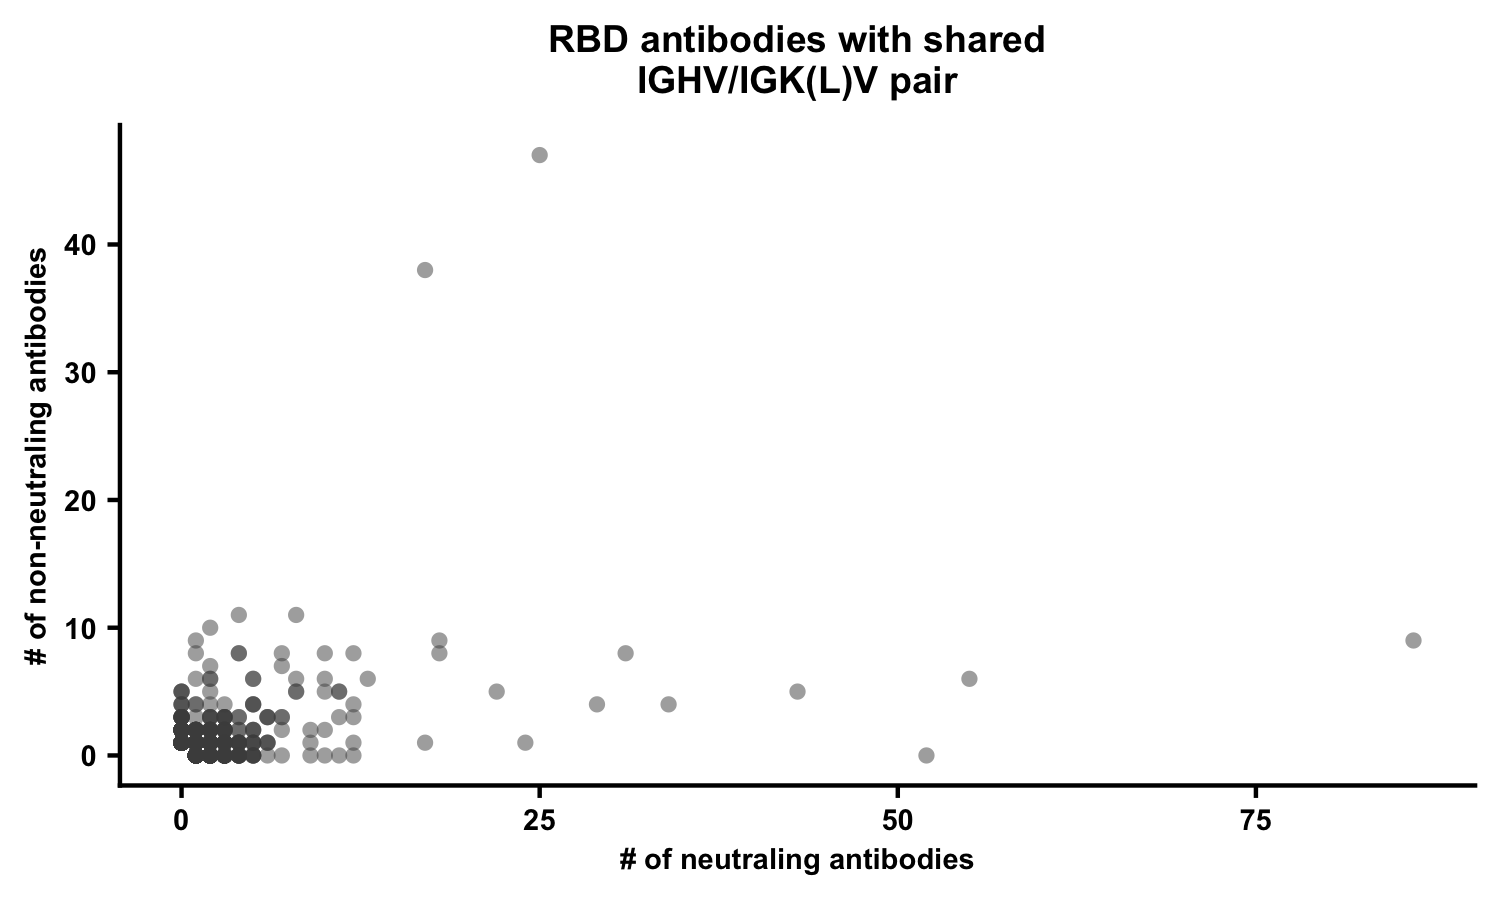 RBD antibodies with shared
IGHV/IGK(L)V pair
# of non-neutraling antibodies
40
30
20
10
0
0
25
50
75
# of neutraling antibodies